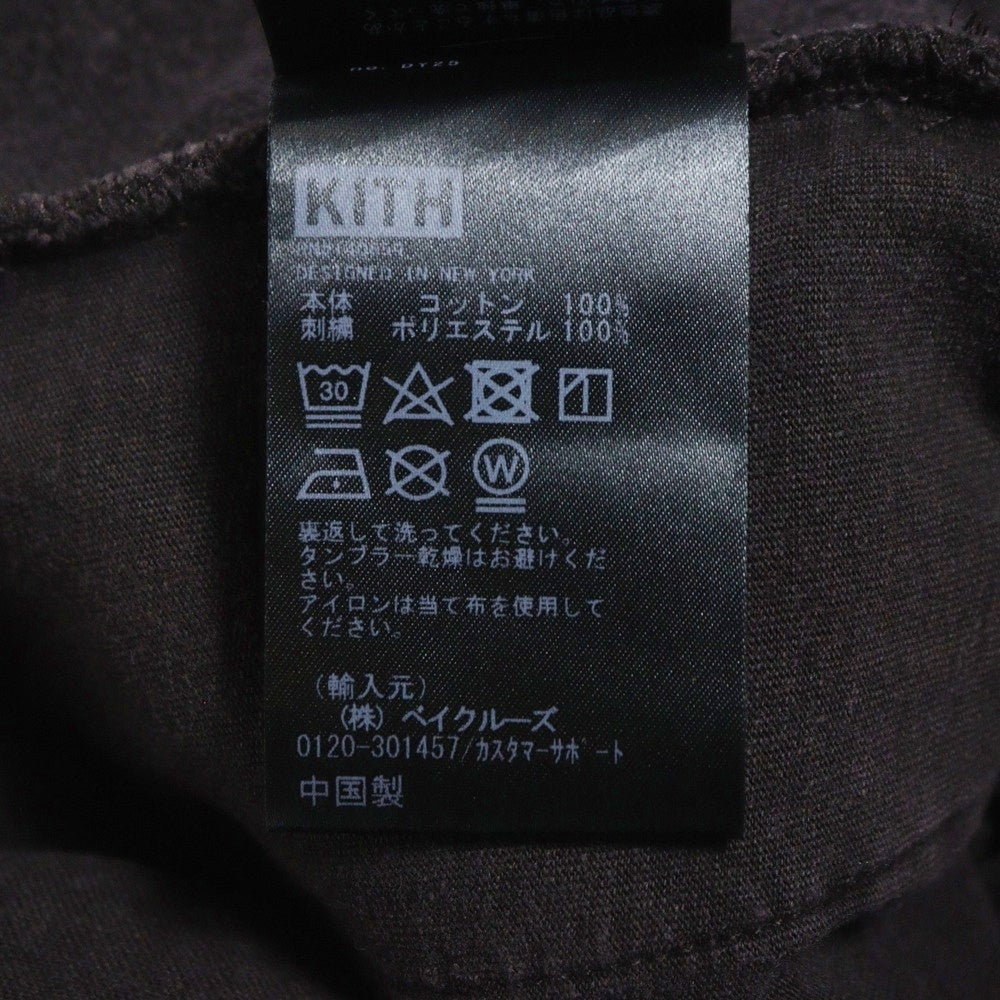 no. DY29
KITH
DESIGNED IN NEW YORK
本体 コットン 100%
刺繍 ポリエステル 100%
30
W
裏返して洗ってください。
タンブラー乾燥はお避けくだ
さい。
アイロンは当て布を使用して
ください。
(輸入元)
(株) ベイクルーズ
0120-301457/カスタマーサポート
中国製